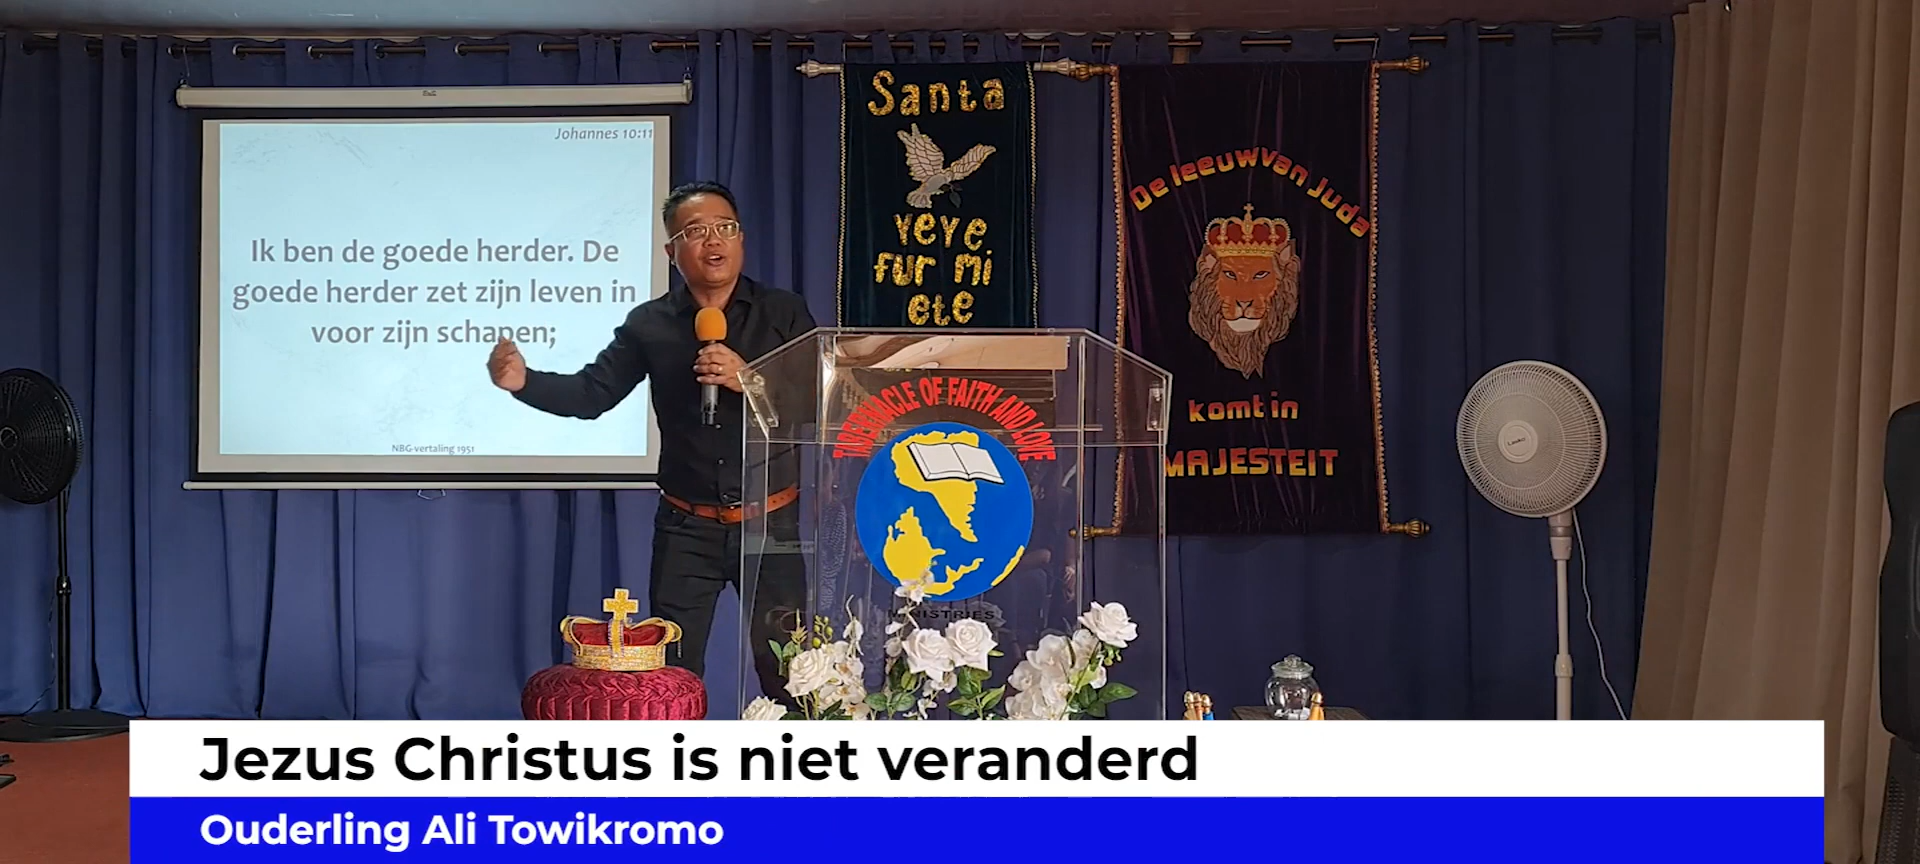 Johannes 10:11
Ik ben de goede herder. De
goede herder zet zijn leven in
voor zijn schapen;
NBG-vertaling 1951
Santa
yeye
fur mi
ete
De leeuw van Juda
komt in
MAJESTEIT
TABERNACLE OF FAITH AND LOVE
MINISTRIES
Jezus Christus is niet veranderd
Ouderling Ali Towikromo